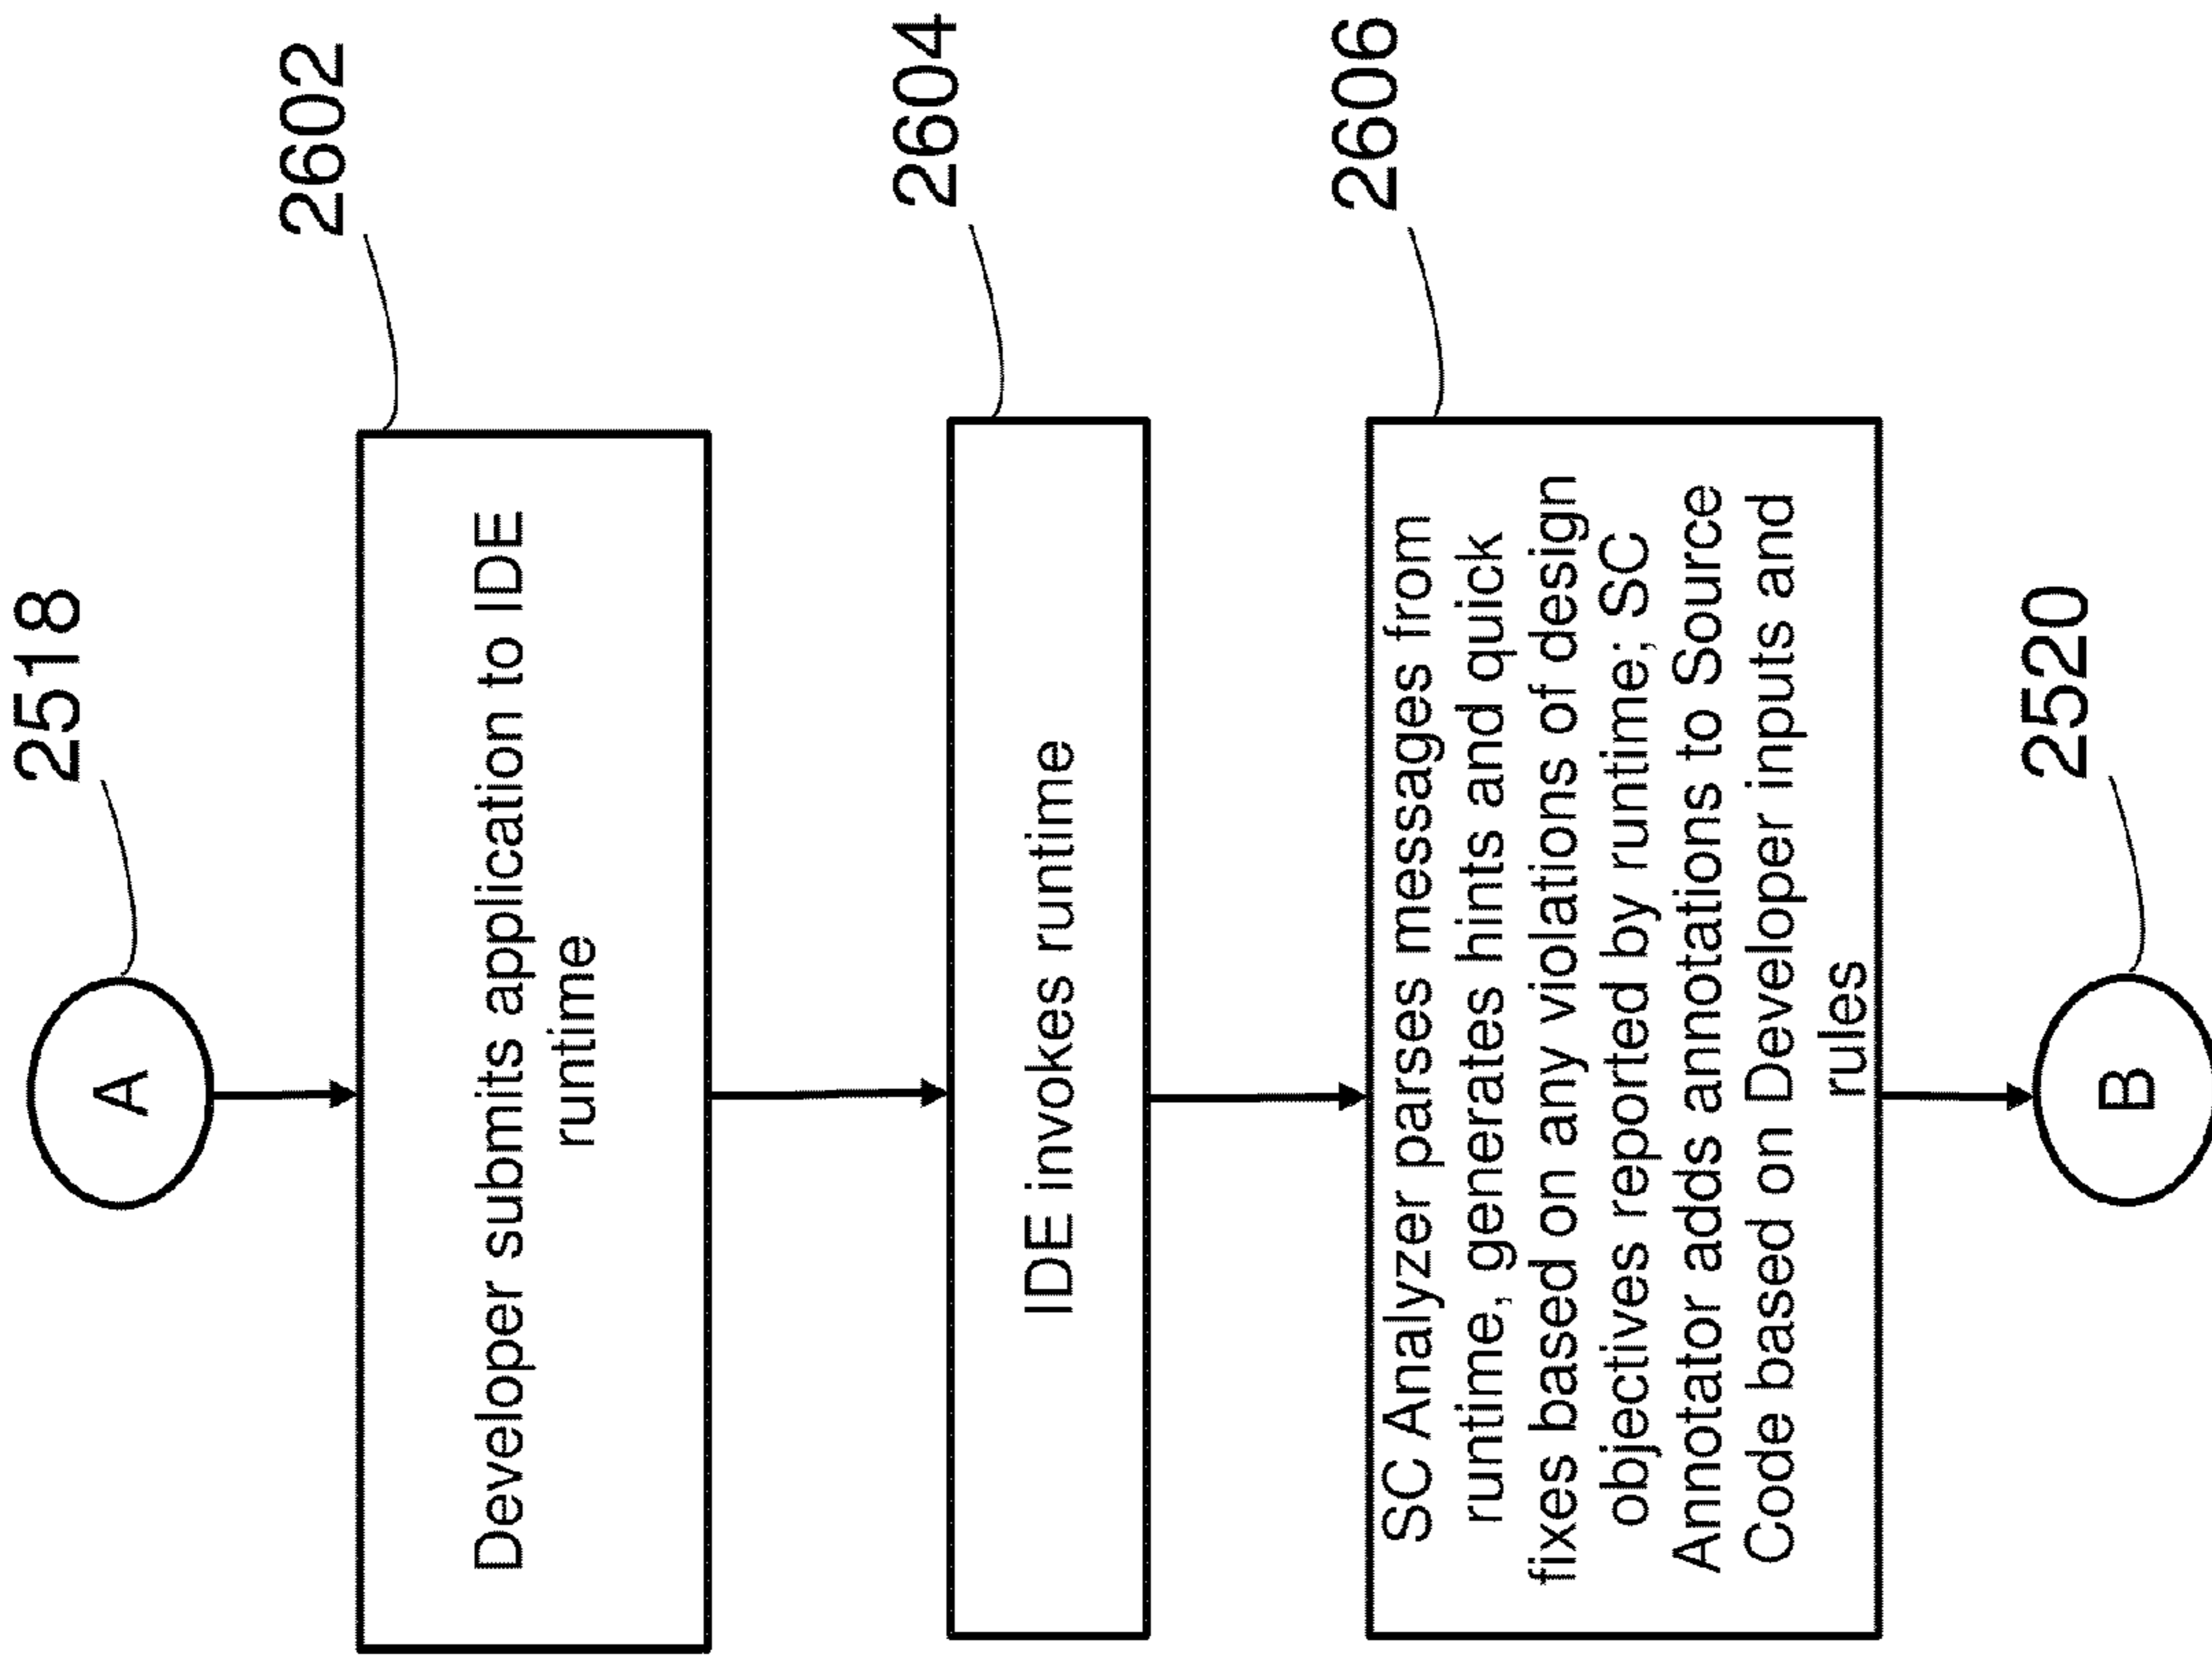 2518
A
2602
Developer submits application to IDE
runtime
2604
IDE invokes runtime
2606
SC Analyzer parses messages from
runtime, generates hints and quick
fixes based on any violations of design
objectives reported by runtime; SC
Annotator adds annotations to Source
Code based on Developer inputs and
rules
2520
B